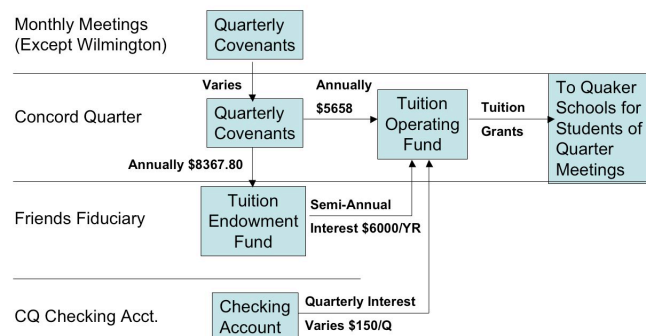 Monthly Meetings
(Except Wilmington)
Quarterly
Covenants
Varies
Annually
$5658
Concord Quarter
Quarterly
Covenants
Tuition
Operating
Fund
Tuition
Grants
To Quaker
Schools for
Students of
Quarter
Meetings
Annually $8367.80
Friends Fiduciary
Tuition
Endowment
Fund
Semi-Annual
Interest $6000/YR
CQ Checking Acct.
Checking
Account
Quarterly Interest
Varies $150/Q